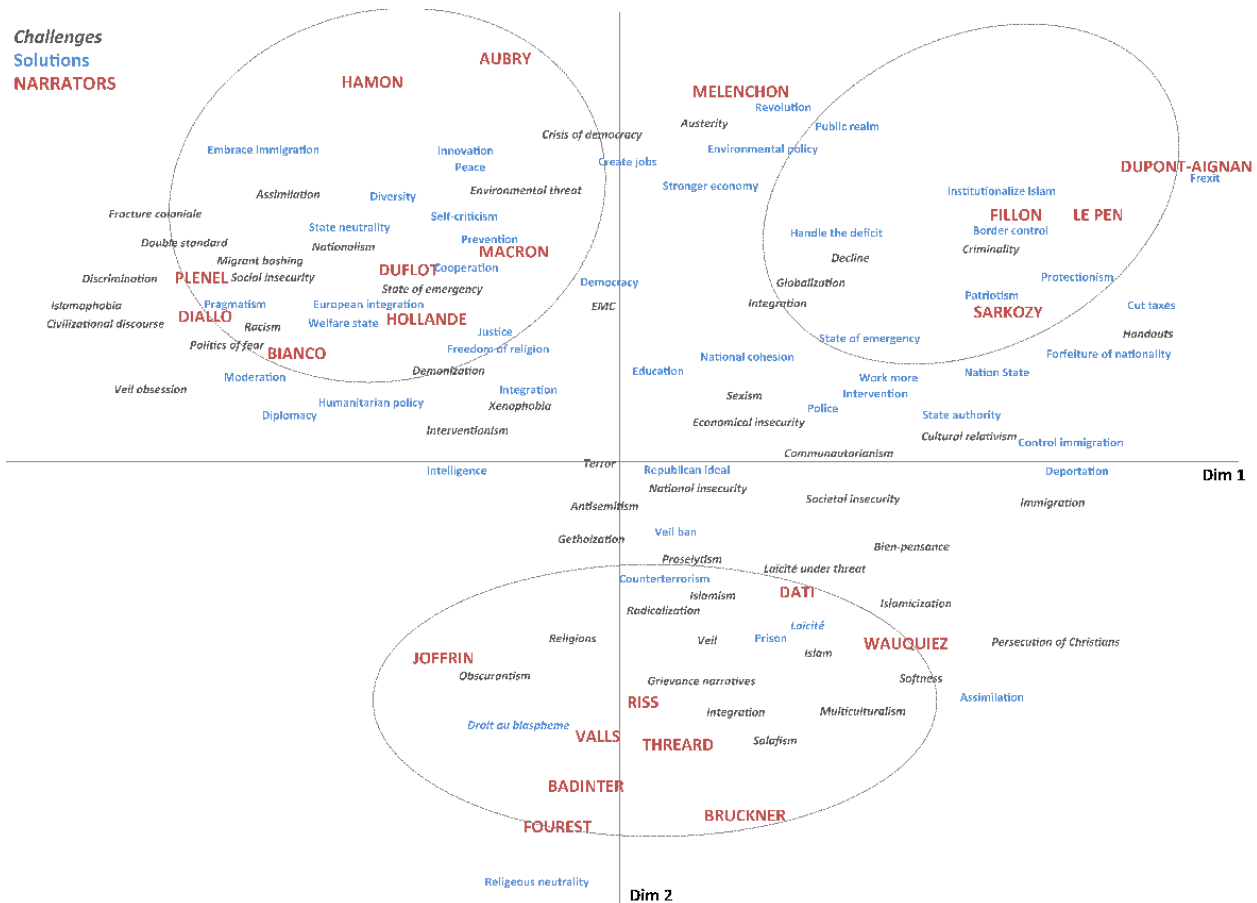 Challenges
Solutions
NARRATORS
AUBRY
HAMON
MELENCHON
Revolution
Austerity
Public realm
Crisis of democracy
Embrace immigration
Innovation
Environmental policy
Create jobs
Peace
DUPONT-AIGNAN
Frexit
Stronger economy
Environmental threat
Institutionalize Islam
Assimilation
Diversity
Fracture coloniale
Self-criticism
FILLON
LE PEN
State neutrality
Border control
Handle the deficit
Double standard
Nationalism
Prevention
Criminality
MACRON
Decline
Migrant bashing
DUFLOT
Cooperation
PLENEL
Social insecurity
Discrimination
Democracy
Globalization
Protectionism
State of emergency
Patriotism
Islamophobia
Pragmatism
European integration
EMC
Integration
Cut taxes
SARKOZY
DIALLO
HOLLANDE
Civilizational discourse
Racism
Welfare state
Justice
Handouts
State of emergency
Politics of fear
BIANCO
Freedom of religion
National cohesion
Forfeiture of nationality
Demonization
Education
Nation State
Moderation
Work more
Veil obsession
Integration
Sexism
Intervention
Humanitarian policy
Xenophobia
Police
Diplomacy
State authority
Economical insecurity
Interventionism
Cultural relativism
Control immigration
Communautarianism
Terror
Intelligence
Republican ideal
Deportation
Dim 1
National insecurity
Societal insecurity
Immigration
Antisemitism
Veil ban
Gethoization
Bien-pensance
Proselytism
Laïcité under threat
Counterterrorism
DATI
Islamism
Islamicization
Radicalization
Laïcité
Religions
Veil
Prison
WAUQUIEZ
Persecution of Christians
Islam
JOFFRIN
Obscurantism
Grievance narratives
Softness
Assimilation
RISS
Integration
Multiculturalism
Droit au blaspheme
VALLS
THREARD
Salafism
BADINTER
BRUCKNER
FOUREST
Religeous neutrality
Dim 2